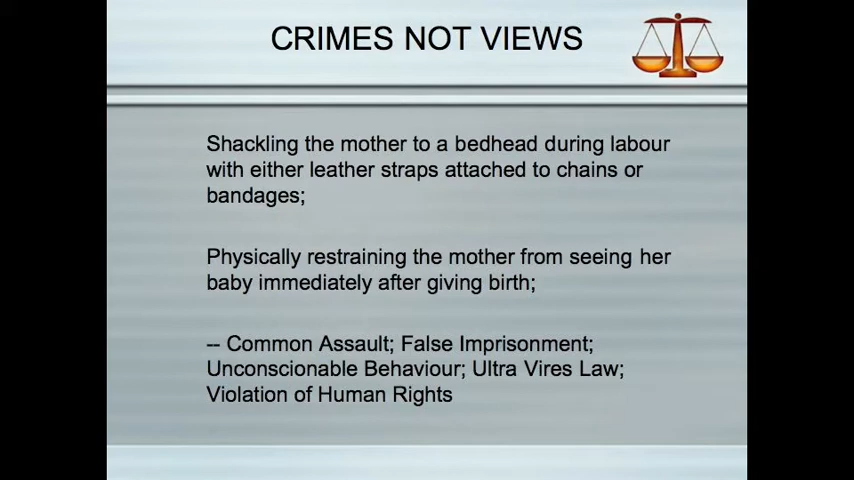 CRIMES NOT VIEWS
Shackling the mother to a bedhead during labour
with either leather straps attached to chains or
bandages;
Physically restraining the mother from seeing her
baby immediately after giving birth;
-- Common Assault; False Imprisonment;
Unconscionable Behaviour; Ultra Vires Law;
Violation of Human Rights